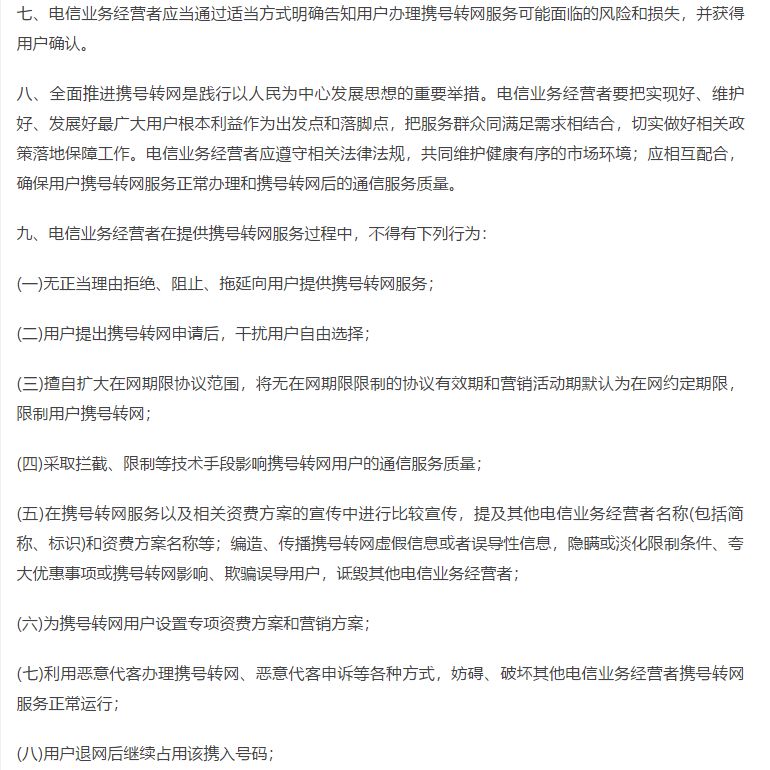 七、电信业务经营者应当通过适当方式明确告知用户办理携号转网服务可能面临的风险和损失，并获得
用户确认。
八、全面推进携号转网是践行以人民为中心发展思想的重要举措。电信业务经营者要把实现好、维护
好、发展好最广大用户根本利益作为出发点和落脚点，把服务群众同满足需求相结合，切实做好相关政
策落地保障工作。电信业务经营者应遵守相关法律法规，共同维护健康有序的市场环境；应相互配合，
确保用户携号转网服务正常办理和携号转网后的通信服务质量。
九、电信业务经营者在提供携号转网服务过程中，不得有下列行为：
(一)无正当理由拒绝、阻止、拖延向用户提供携号转网服务；
(二)用户提出携号转网申请后，干扰用户自由选择；
(三)擅自扩大在网期限协议范围，将无在网期限限制的协议有效期和营销活动期默认为在网约定期限，
限制用户携号转网；
(四)采取拦截、限制等技术手段影响携号转网用户的通信服务质量；
(五)在携号转网服务以及相关资费方案的宣传中进行比较宣传，提及其他电信业务经营者名称(包括简
称、标识)和资费方案名称等；编造、传播携号转网虚假信息或者误导性信息，隐瞒或淡化限制条件、夸
大优惠事项或携号转网影响、欺骗误导用户，诋毁其他电信业务经营者；
(六)为携号转网用户设置专项资费方案和营销方案；
(七)利用恶意代客办理携号转网、恶意代客申诉等各种方式，妨碍、破坏其他电信业务经营者携号转网
服务正常运行；
(八)用户退网后继续占用该携入号码；